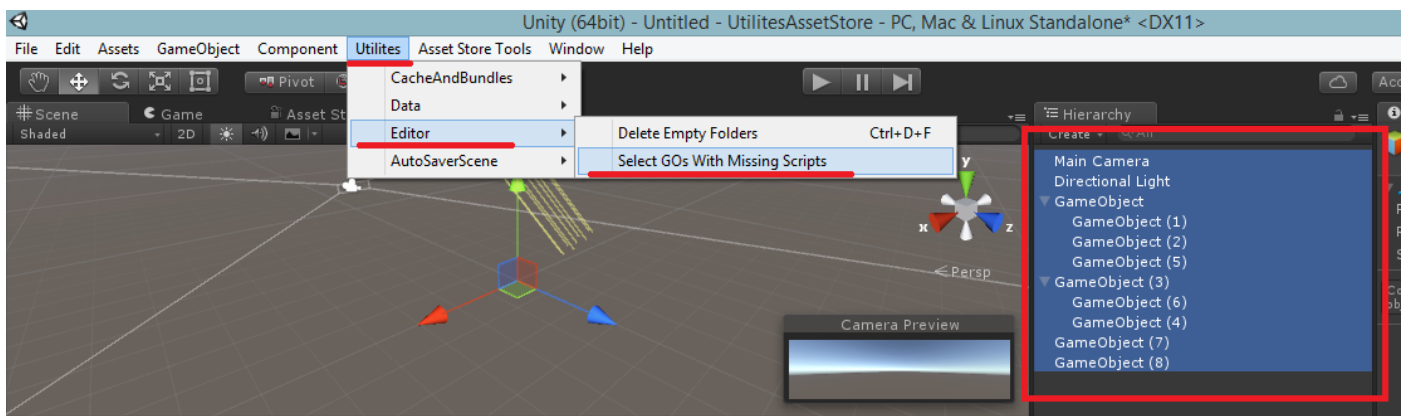 Unity (64bit) - Untitled - UtilitesAssetStore - PC, Mac & Linux Standalone* <DX11>
File Edit Assets GameObject Component Utilites Asset Store Tools Window Help
Pivot
CacheAndBundles
Data
Editor
AutoSaverScene
Delete Empty Folders Ctrl+D+F
Select GOs With Missing Scripts
Scene Game Asset St
Shaded 2D
y
x
z
Persp
Camera Preview
Hierarchy
Create All
Main Camera
Directional Light
GameObject
GameObject (1)
GameObject (2)
GameObject (5)
GameObject (3)
GameObject (6)
GameObject (4)
GameObject (7)
GameObject (8)